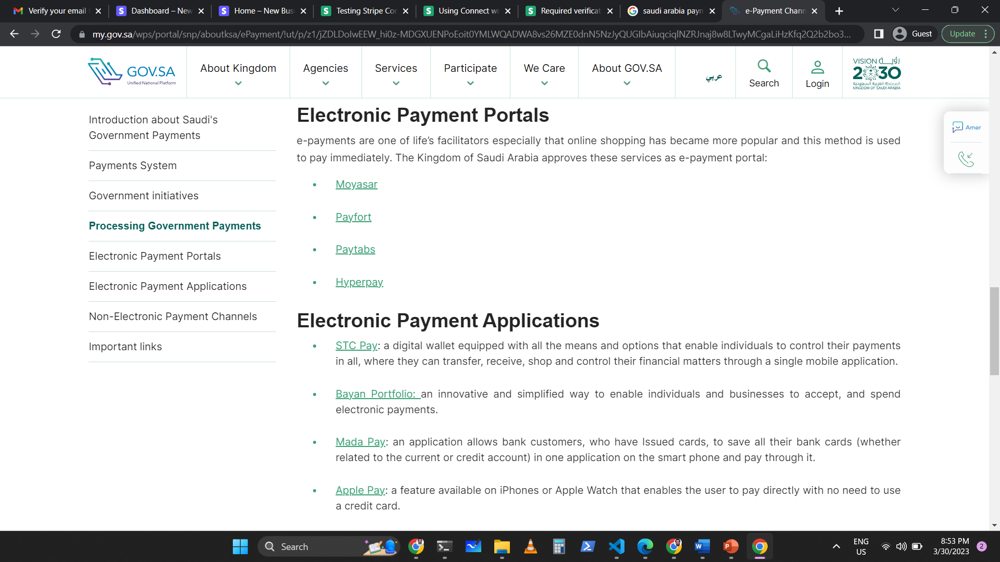 Verify your email
Dashboard – New
Home – New Busi
Testing Stripe Con
Using Connect wi
Required verificat
saudi arabia paym
e-Payment Chann
my.gov.sa/wps/portal/snp/aboutksa/ePayment/!ut/p/z1/
Guest
Update
GOV.SA
Unified National Platform
About Kingdom
Agencies
Services
Participate
We Care
About GOV.SA
عربي
Search
Login
VISION رؤيـــة
2030
المملكة العربية السعودية
KINGDOM OF SAUDI ARABIA
Amer
Introduction about Saudi's
Government Payments
Payments System
Government initiatives
Processing Government Payments
Electronic Payment Portals
Electronic Payment Applications
Non-Electronic Payment Channels
Important links
Electronic Payment Portals
e-payments are one of life’s facilitators especially that online shopping has became more popular and this method is used
to pay immediately. The Kingdom of Saudi Arabia approves these services as e-payment portal:
• Moyasar
• Payfort
• Paytabs
• Hyperpay
Electronic Payment Applications
• STC Pay: a digital wallet equipped with all the means and options that enable individuals to control their payments
in all, where they can transfer, receive, shop and control their financial matters through a single mobile application.
• Bayan Portfolio: an innovative and simplified way to enable individuals and businesses to accept, and spend
electronic payments.
• Mada Pay: an application allows bank customers, who have Issued cards, to save all their bank cards (whether
related to the current or credit account) in one application on the smart phone and pay through it.
• Apple Pay: a feature available on iPhones or Apple Watch that enables the user to pay directly with no need to use
a credit card.
Search
ENG
US
8:53 PM
3/30/2023
2